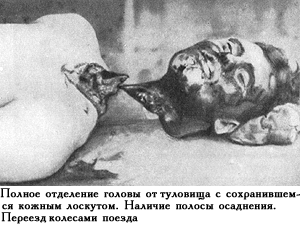 Полное отделение головы от туловища с сохранившем-
ся кожным лоскутом. Наличие полосы осаднения.
Переезд колесами поезда